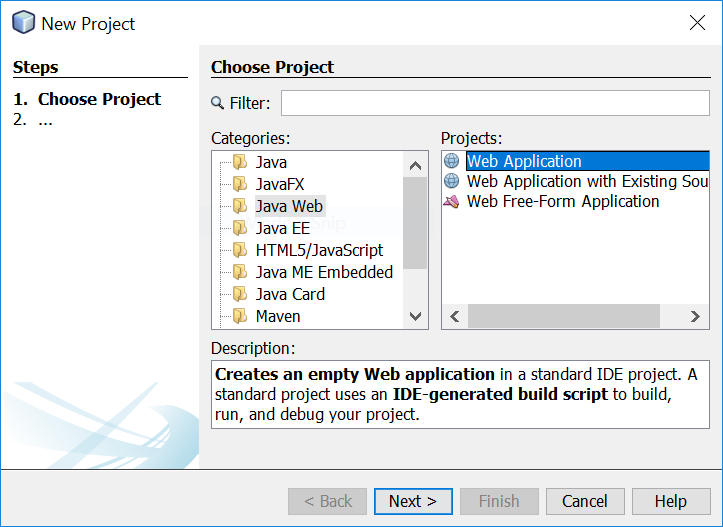 New Project
Steps
1. Choose Project
2. ...
Choose Project
Filter:
Categories:
Java
JavaFX
Java Web
Java EE
HTML5/JavaScript
Java ME Embedded
Java Card
Maven
Projects:
Web Application
Web Application with Existing Sou
Web Free-Form Application
Description:
Creates an empty Web application in a standard IDE project. A
standard project uses an IDE-generated build script to build,
run, and debug your project.
< Back
Next >
Finish
Cancel
Help